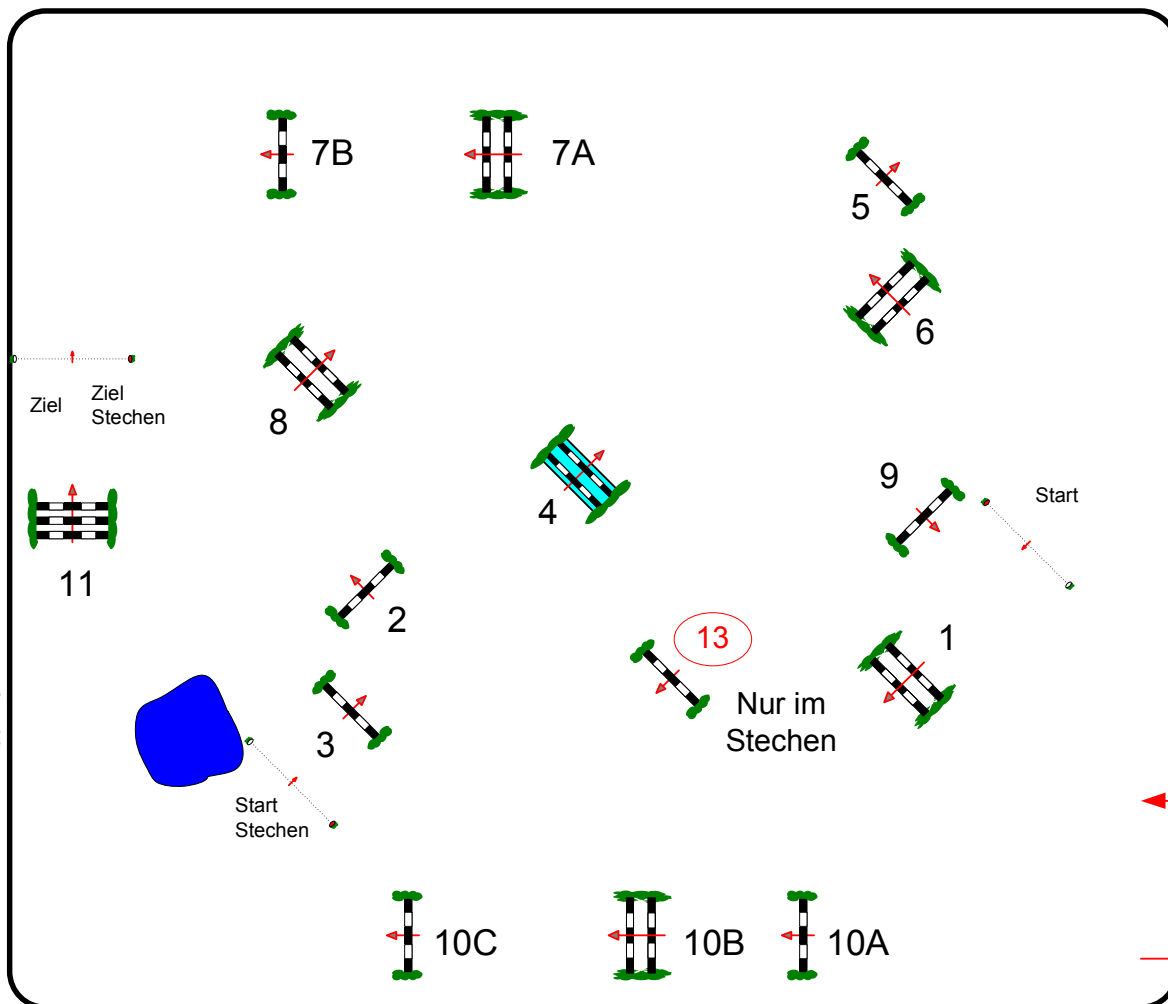 7B
7A
5
6
8
Ziel
Ziel
Stechen
4
9
Start
11
2
13
1
Nur im
Stechen
3
Start
Stechen
10C
10B
10A